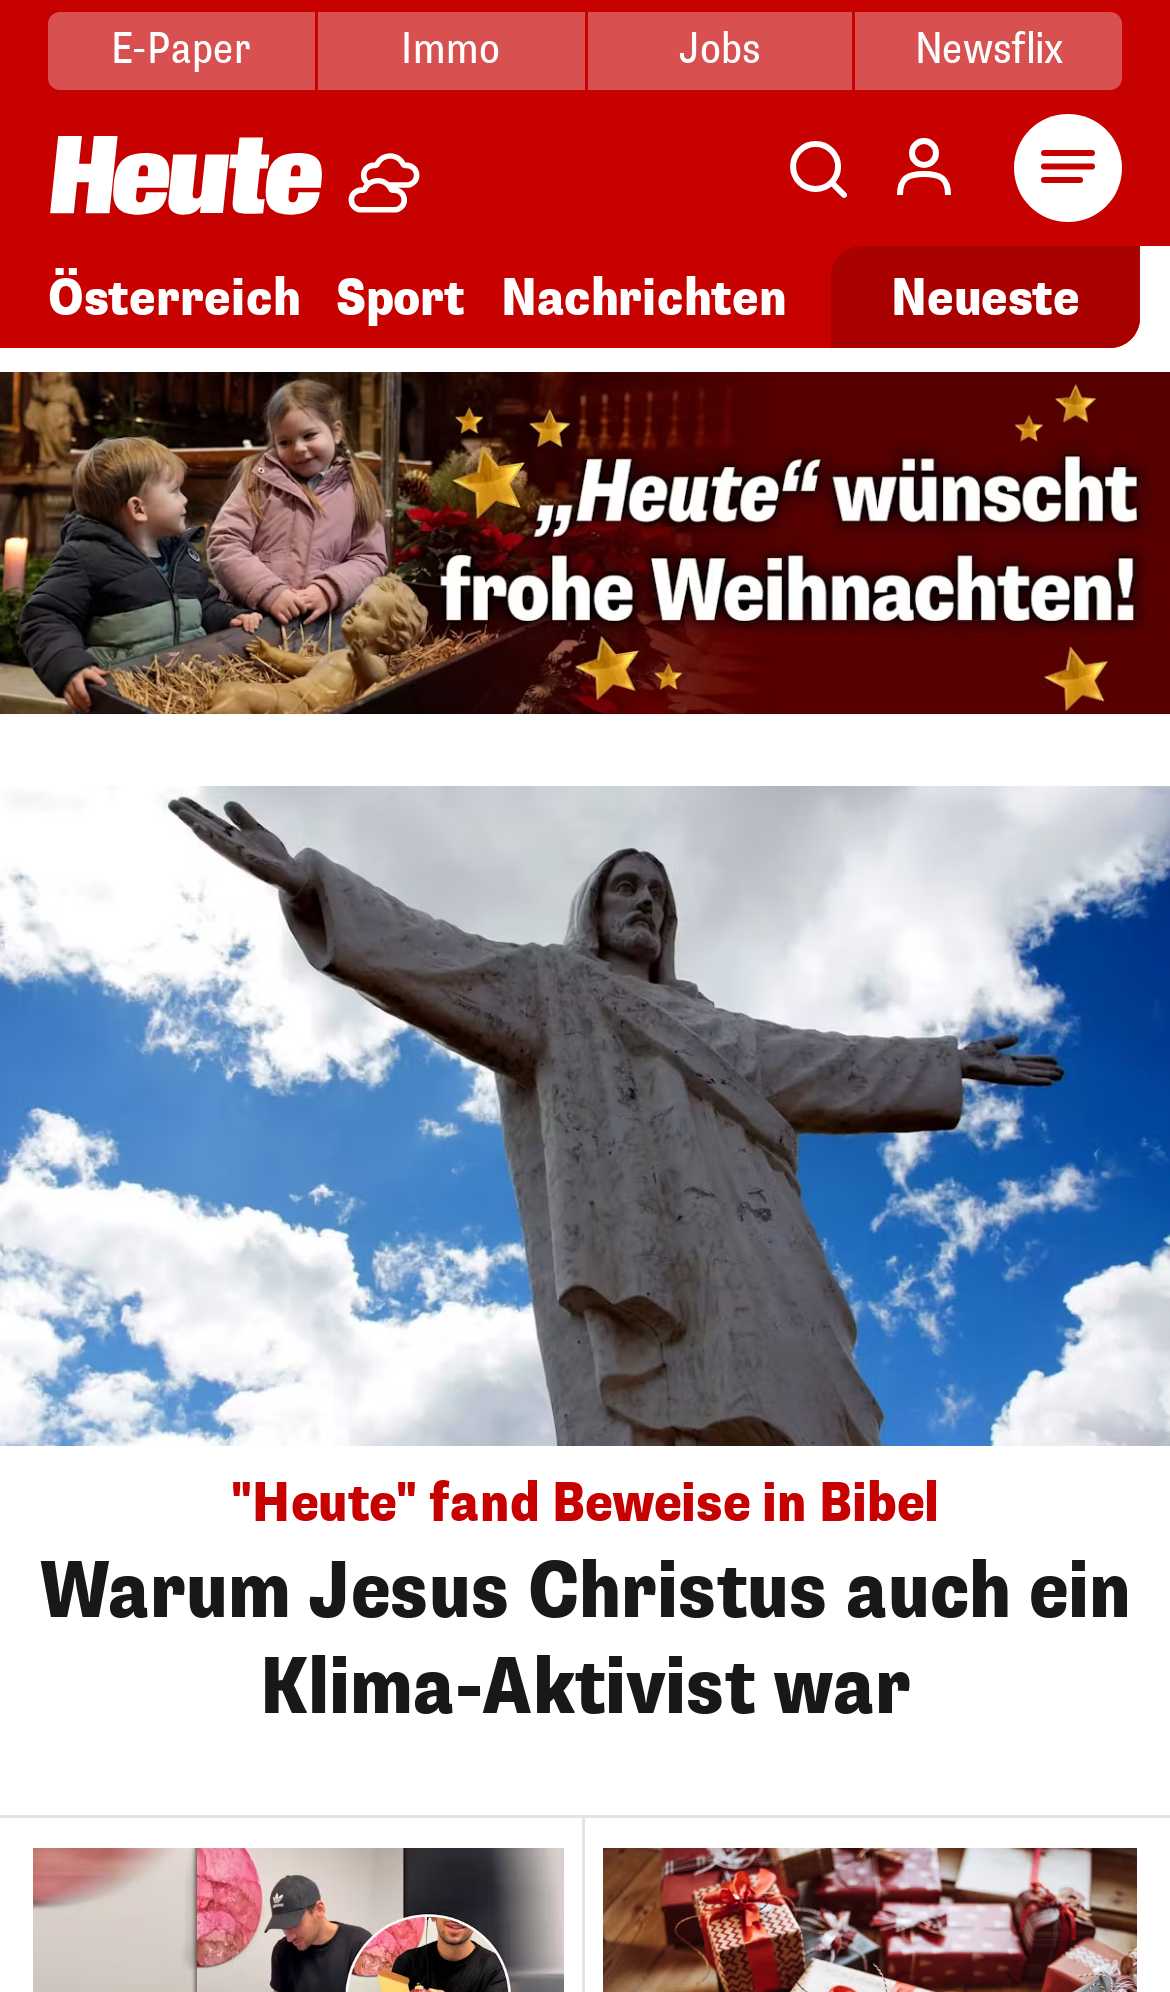 E-Paper Immo Jobs Newsflix
Heute
Österreich Sport Nachrichten Neueste
„Heute“ wünscht
frohe Weihnachten!
"Heute" fand Beweise in Bibel
Warum Jesus Christus auch ein
Klima-Aktivist war